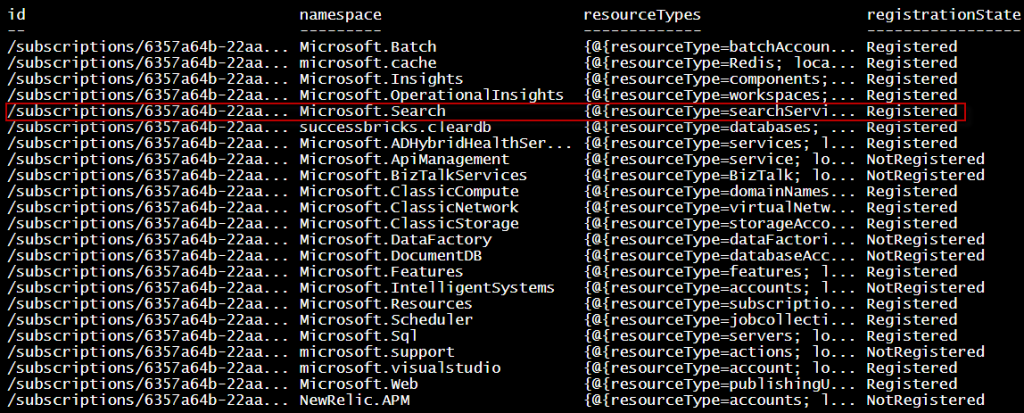 id namespace resourceTypes registrationState
-- --------- ------------- -----------------
/subscriptions/6357a64b-22aa... Microsoft.Batch {@{resourceType=batchAccoun... Registered
/subscriptions/6357a64b-22aa... microsoft.cache {@{resourceType=Redis; loca... Registered
/subscriptions/6357a64b-22aa... Microsoft.Insights {@{resourceType=components;... Registered
/subscriptions/6357a64b-22aa... Microsoft.OperationalInsights {@{resourceType=workspaces;... Registered
/subscriptions/6357a64b-22aa... Microsoft.Search {@{resourceType=searchServi... Registered
/subscriptions/6357a64b-22aa... successbricks.cleardb {@{resourceType=databases; ... Registered
/subscriptions/6357a64b-22aa... Microsoft.ADHybridHealthSer... {@{resourceType=services; l... Registered
/subscriptions/6357a64b-22aa... Microsoft.ApiManagement {@{resourceType=service; lo... NotRegistered
/subscriptions/6357a64b-22aa... Microsoft.BizTalkServices {@{resourceType=BizTalk; lo... NotRegistered
/subscriptions/6357a64b-22aa... Microsoft.ClassicCompute {@{resourceType=domainNames... Registered
/subscriptions/6357a64b-22aa... Microsoft.ClassicNetwork {@{resourceType=virtualNetw... Registered
/subscriptions/6357a64b-22aa... Microsoft.ClassicStorage {@{resourceType=storageAcco... Registered
/subscriptions/6357a64b-22aa... Microsoft.DataFactory {@{resourceType=dataFactori... NotRegistered
/subscriptions/6357a64b-22aa... Microsoft.DocumentDB {@{resourceType=databaseAcc... NotRegistered
/subscriptions/6357a64b-22aa... Microsoft.Features {@{resourceType=features; l... Registered
/subscriptions/6357a64b-22aa... Microsoft.IntelligentSystems {@{resourceType=accounts; l... NotRegistered
/subscriptions/6357a64b-22aa... Microsoft.Resources {@{resourceType=subscriptio... Registered
/subscriptions/6357a64b-22aa... Microsoft.Scheduler {@{resourceType=jobcollecti... Registered
/subscriptions/6357a64b-22aa... Microsoft.Sql {@{resourceType=servers; lo... Registered
/subscriptions/6357a64b-22aa... microsoft.support {@{resourceType=actions; lo... NotRegistered
/subscriptions/6357a64b-22aa... microsoft.visualstudio {@{resourceType=account; lo... Registered
/subscriptions/6357a64b-22aa... Microsoft.Web {@{resourceType=publishingU... Registered
/subscriptions/6357a64b-22aa... NewRelic.APM {@{resourceType=accounts; l... NotRegistered